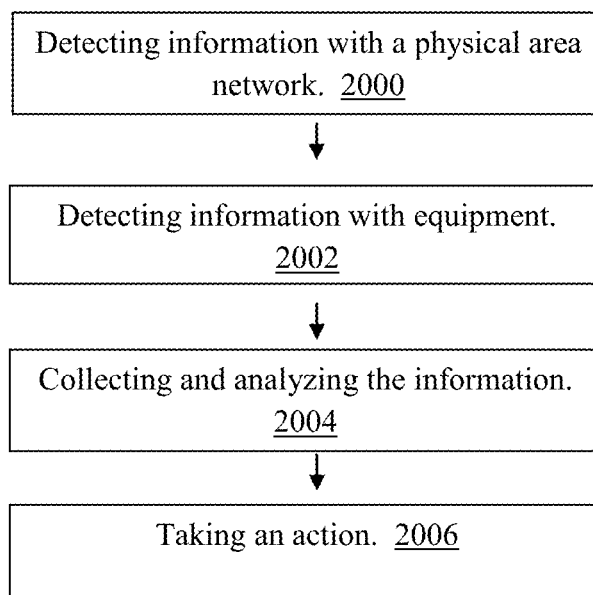 Detecting information with a physical area
network. 2000
Detecting information with equipment.
2002
Collecting and analyzing the information.
2004
Taking an action. 2006